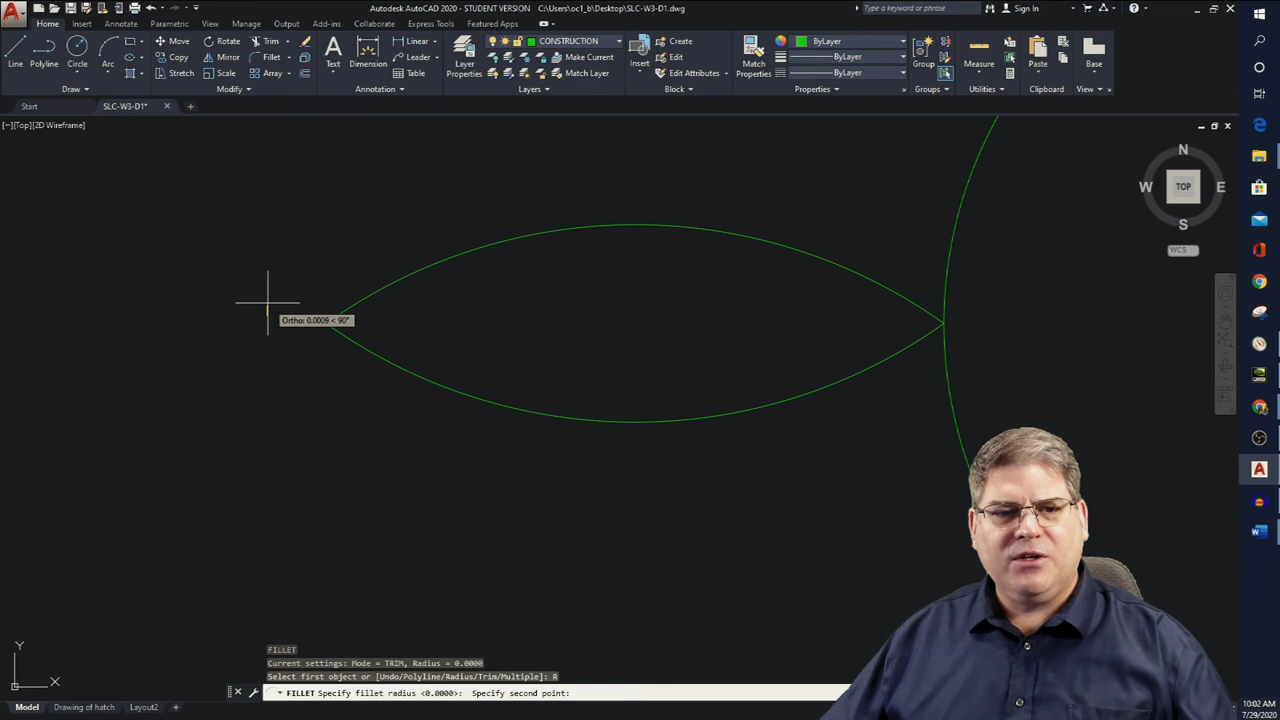 Autodesk AutoCAD 2020 - STUDENT VERSION C:\Users\oc1_b\Desktop\SLC-W3-D1.dwg
Type a keyword or phrase
Sign In
Home Insert Annotate Parametric View Manage Output Add-ins Collaborate Express Tools Featured Apps
Line Polyline Circle Arc
Move Rotate Trim
Copy Mirror Fillet
Stretch Scale Array
Text Dimension
Linear
Leader
Table
Layer Properties
CONSTRUCTION
Make Current
Match Layer
Insert
Create
Edit
Edit Attributes
Match Properties
ByLayer
ByLayer
ByLayer
Group
Measure
Paste
Base
Draw Modify Annotation Layers Block Properties Groups Utilities Clipboard View
Start SLC-W3-D1*
[−][Top][2D Wireframe]
N
W TOP E
S
WCS
Ortho: 0.0009 < 90°
Y
X
FILLET
Current settings: Mode = TRIM, Radius = 0.0000
Select first object or [Undo/Polyline/Radius/Trim/Multiple]: R
FILLET Specify fillet radius <0.0000>: Specify second point:
Model Drawing of hatch Layout2
10:02 AM
7/29/2020